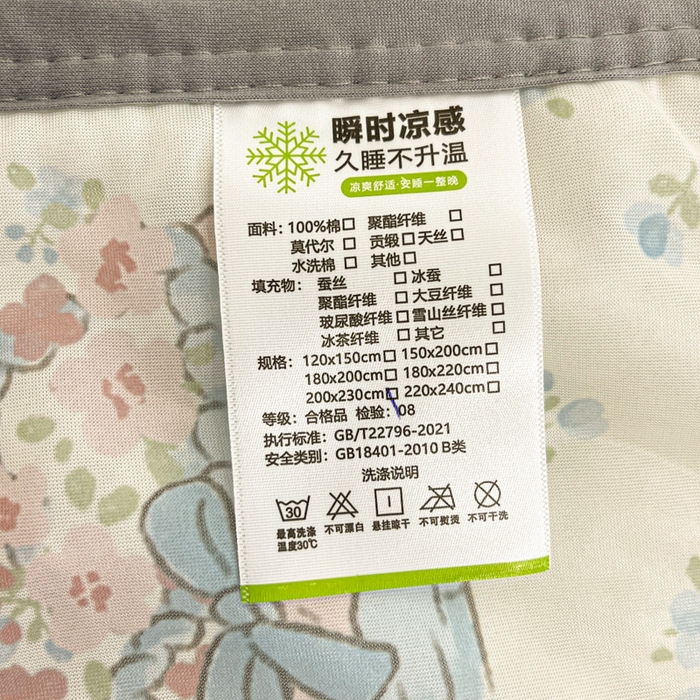 瞬时凉感
久睡不升温
凉爽舒适·安睡一整晚
面料：100%棉□ 聚酯纤维 □
莫代尔 □ 贡缎□天丝□
水洗棉 □ 其他□
填充物： 蚕丝 □冰蚕 □
聚酯纤维 □大豆纤维 □
玻尿酸纤维□雪山丝纤维□
冰茶纤维 □其它 □
规格：120x150cm□ 150x200cm□
180x200cm□ 180x220cm□
200x230cm□ 220x240cm□
等级：合格品 检验：08
执行标准：GB/T22796-2021
安全类别：GB18401-2010 B类
洗涤说明
30
最高洗涤温度30℃ 不可漂白 悬挂晾干 不可熨烫 不可干洗